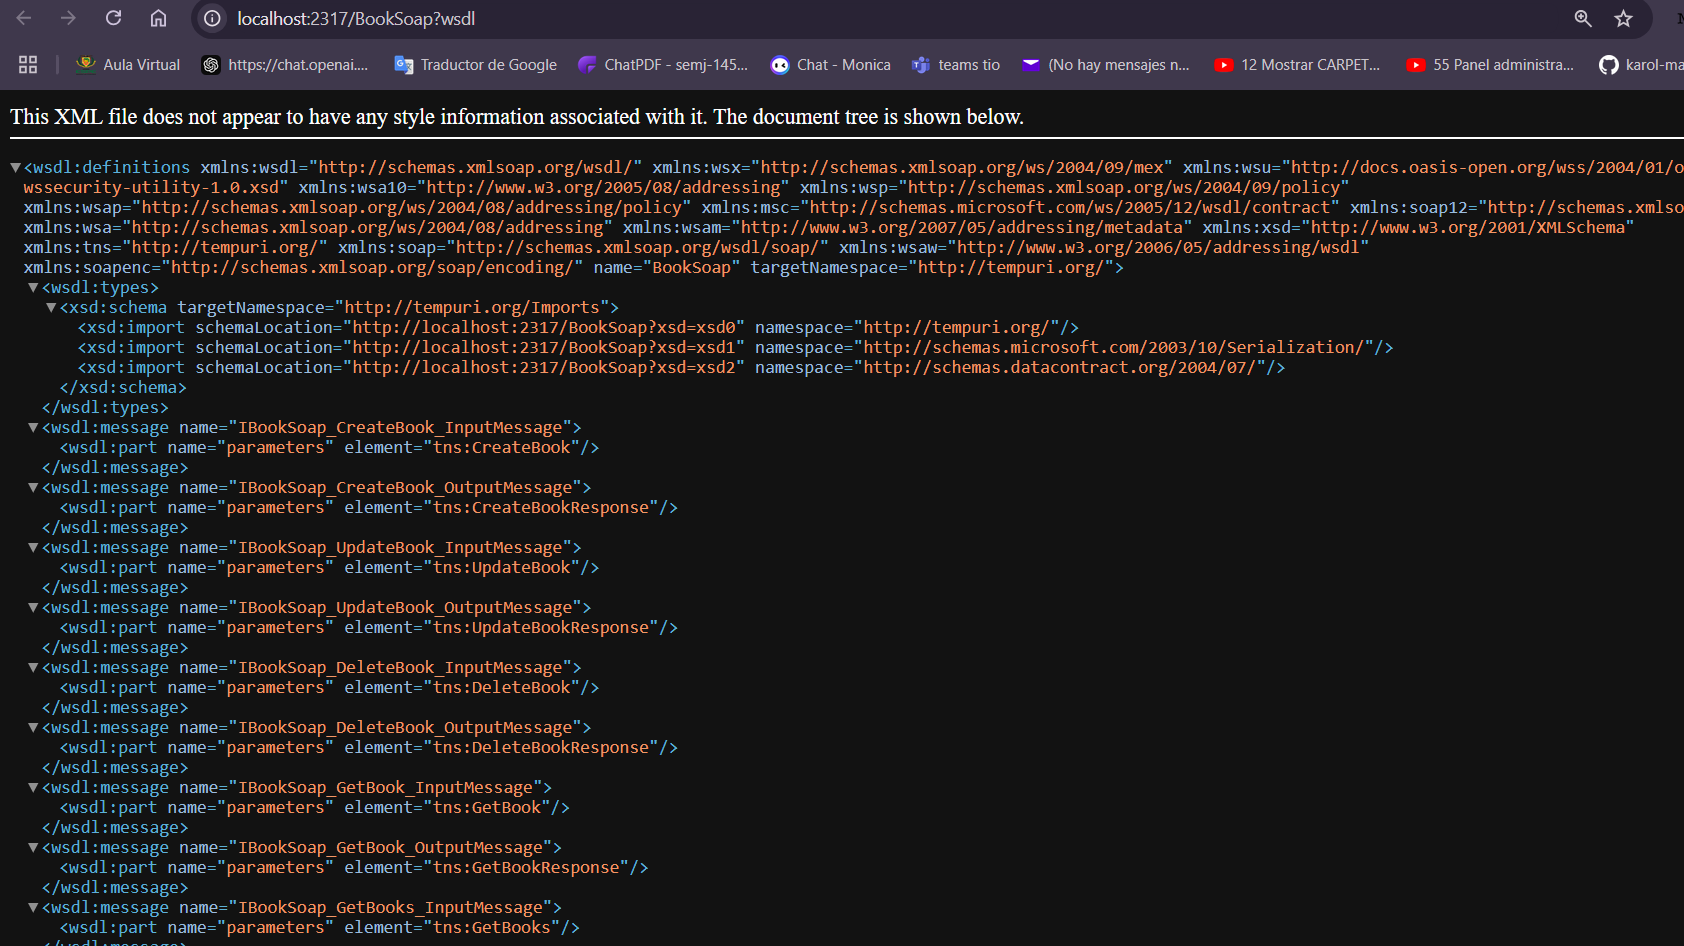 localhost:2317/BookSoap?wsdl
Aula Virtual https://chat.openai.... Traductor de Google ChatPDF - semj-145... Chat - Monica teams tio (No hay mensajes n... 12 Mostrar CARPET... 55 Panel administra... karol-ma
This XML file does not appear to have any style information associated with it. The document tree is shown below.
<wsdl:definitions xmlns:wsdl="http://schemas.xmlsoap.org/wsdl/" xmlns:wsx="http://schemas.xmlsoap.org/ws/2004/09/mex" xmlns:wsu="http://docs.oasis-open.org/wss/2004/01/o
wssecurity-utility-1.0.xsd" xmlns:wsa10="http://www.w3.org/2005/08/addressing" xmlns:wsp="http://schemas.xmlsoap.org/ws/2004/09/policy"
xmlns:wsap="http://schemas.xmlsoap.org/ws/2004/08/addressing/policy" xmlns:msc="http://schemas.microsoft.com/ws/2005/12/wsdl/contract" xmlns:soap12="http://schemas.xmlso
xmlns:wsa="http://schemas.xmlsoap.org/ws/2004/08/addressing" xmlns:wsam="http://www.w3.org/2007/05/addressing/metadata" xmlns:xsd="http://www.w3.org/2001/XMLSchema"
xmlns:tns="http://tempuri.org/" xmlns:soap="http://schemas.xmlsoap.org/wsdl/soap/" xmlns:wsaw="http://www.w3.org/2006/05/addressing/wsdl"
xmlns:soapenc="http://schemas.xmlsoap.org/soap/encoding/" name="BookSoap" targetNamespace="http://tempuri.org/">
<wsdl:types>
<xsd:schema targetNamespace="http://tempuri.org/Imports">
<xsd:import schemaLocation="http://localhost:2317/BookSoap?xsd=xsd0" namespace="http://tempuri.org/"/>
<xsd:import schemaLocation="http://localhost:2317/BookSoap?xsd=xsd1" namespace="http://schemas.microsoft.com/2003/10/Serialization/"/>
<xsd:import schemaLocation="http://localhost:2317/BookSoap?xsd=xsd2" namespace="http://schemas.datacontract.org/2004/07/"/>
</xsd:schema>
</wsdl:types>
<wsdl:message name="IBookSoap_CreateBook_InputMessage">
<wsdl:part name="parameters" element="tns:CreateBook"/>
</wsdl:message>
<wsdl:message name="IBookSoap_CreateBook_OutputMessage">
<wsdl:part name="parameters" element="tns:CreateBookResponse"/>
</wsdl:message>
<wsdl:message name="IBookSoap_UpdateBook_InputMessage">
<wsdl:part name="parameters" element="tns:UpdateBook"/>
</wsdl:message>
<wsdl:message name="IBookSoap_UpdateBook_OutputMessage">
<wsdl:part name="parameters" element="tns:UpdateBookResponse"/>
</wsdl:message>
<wsdl:message name="IBookSoap_DeleteBook_InputMessage">
<wsdl:part name="parameters" element="tns:DeleteBook"/>
</wsdl:message>
<wsdl:message name="IBookSoap_DeleteBook_OutputMessage">
<wsdl:part name="parameters" element="tns:DeleteBookResponse"/>
</wsdl:message>
<wsdl:message name="IBookSoap_GetBook_InputMessage">
<wsdl:part name="parameters" element="tns:GetBook"/>
</wsdl:message>
<wsdl:message name="IBookSoap_GetBook_OutputMessage">
<wsdl:part name="parameters" element="tns:GetBookResponse"/>
</wsdl:message>
<wsdl:message name="IBookSoap_GetBooks_InputMessage">
<wsdl:part name="parameters" element="tns:GetBooks"/>